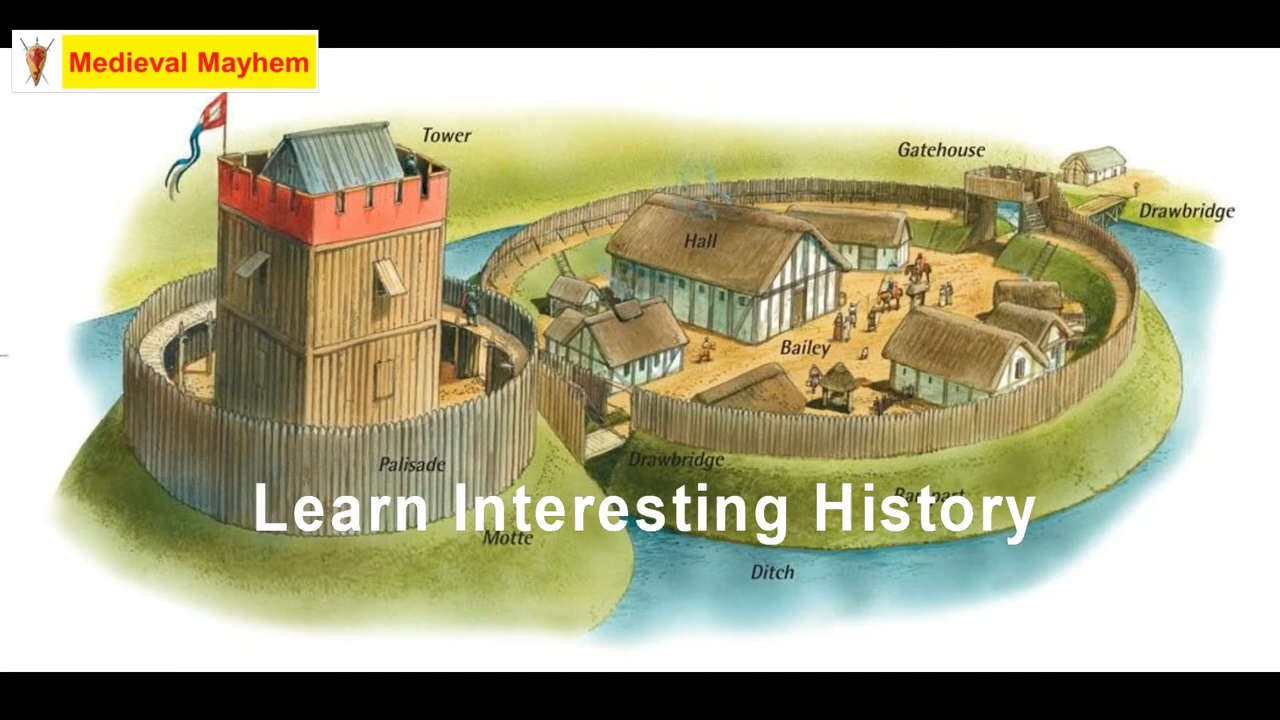 Medieval Mayhem
Tower
Gatehouse
Drawbridge
Hall
Bailey
Palisade
Drawbridge
Learn Interesting History
Motte
Ditch